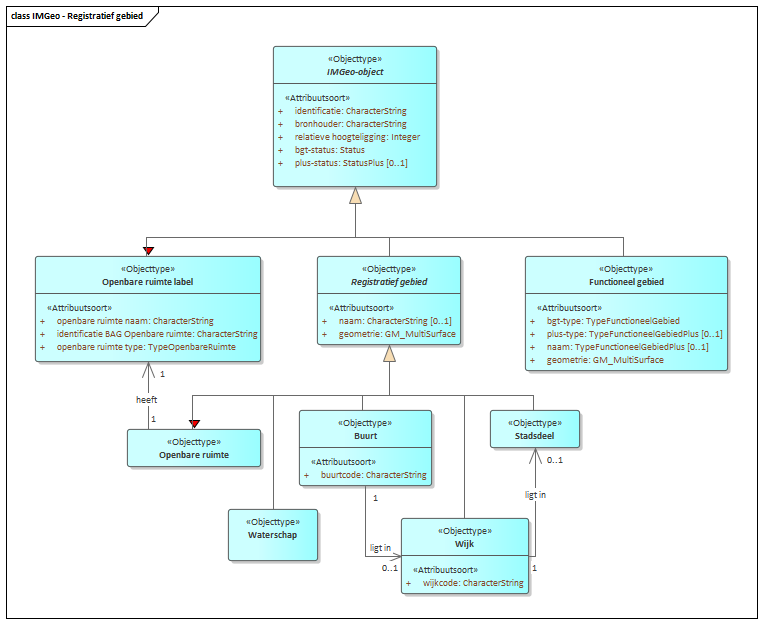 class IMGeo - Registratief gebied
«Objecttype»
IMGeo-object
«Attribuutsoort»
+ identificatie: CharacterString
+ bronhouder: CharacterString
+ relatieve hoogteligging: Integer
+ bgt-status: Status
+ plus-status: StatusPlus [0..1]
«Objecttype»
Openbare ruimte label
«Attribuutsoort»
+ openbare ruimte naam: CharacterString
+ identificatie BAG Openbare ruimte: CharacterString
+ openbare ruimte type: TypeOpenbareRuimte
«Objecttype»
Registratief gebied
«Attribuutsoort»
+ naam: CharacterString [0..1]
+ geometrie: GM_MultiSurface
«Objecttype»
Functioneel gebied
«Attribuutsoort»
+ bgt-type: TypeFunctioneelGebied
+ plus-type: TypeFunctioneelGebiedPlus [0..1]
+ naam: TypeFunctioneelGebiedPlus [0..1]
+ geometrie: GM_MultiSurface
1
heeft
1
«Objecttype»
Openbare ruimte
«Objecttype»
Buurt
«Attribuutsoort»
+ buurtcode: CharacterString
«Objecttype»
Stadsdeel
0..1
ligt in
1
1
ligt in
0..1
«Objecttype»
Waterschap
«Objecttype»
Wijk
«Attribuutsoort»
+ wijkcode: CharacterString